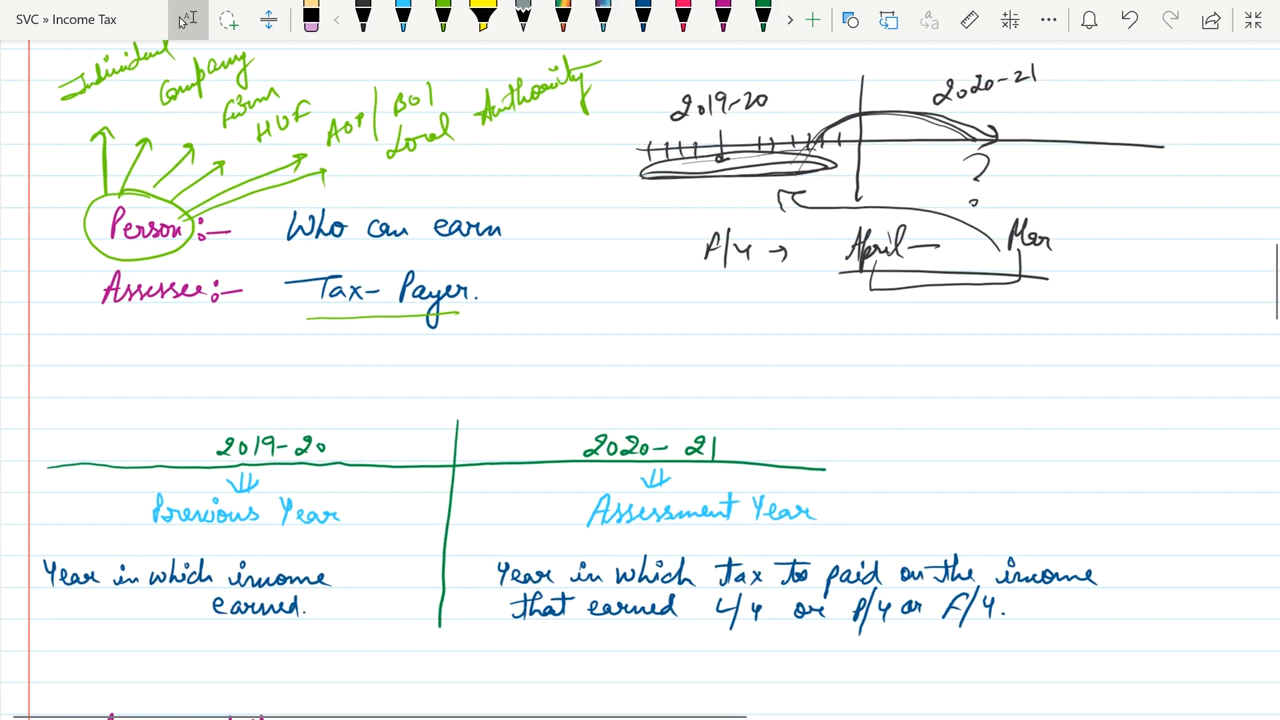 SVC » Income Tax
Individual
Company
Firm
HUF
AOP | BOI
Local Authority
2019-20
2020-21
?
Person :- Who can earn
F/Y → April — Mar
Assessee :- Tax-Payer.
2019-20
2020-21
Previous Year
Assessment Year
Year in which income earned.
Year in which Tax to paid on the income
that earned L/Y or P/Y or F/Y.